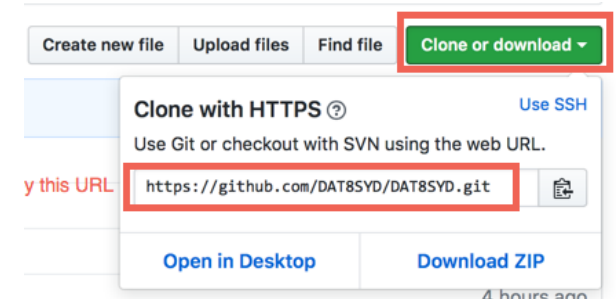 Create new file Upload files Find file Clone or download
Clone with HTTPS ? Use SSH
Use Git or checkout with SVN using the web URL.
y this URL https://github.com/DAT8SYD/DAT8SYD.git
Open in Desktop Download ZIP
4 hours ago